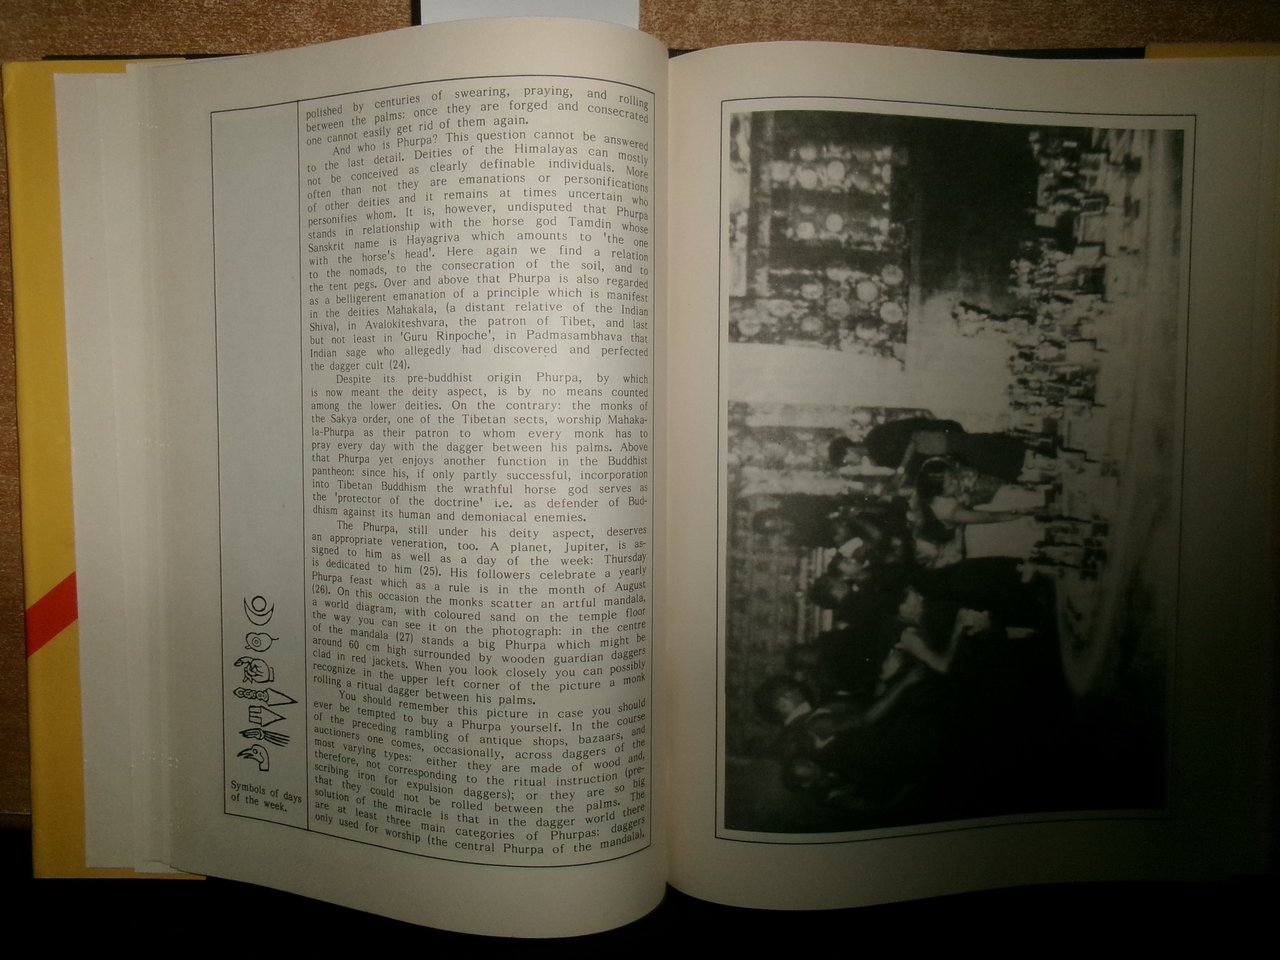 polished by centuries of swearing, praying, and rolling
between the palms: once they are forged and consecrated
one cannot easily get rid of them again.
And who is Phurpa? This question cannot be answered
to the last detail. Deities of the Himalayas can mostly
not be conceived as clearly definable individuals. More
often than not they are emanations or personifications
of other deities and it remains at times uncertain who
personifies whom. It is, however, undisputed that Phurpa
stands in relationship with the horse god Tamdin whose
Sanskrit name is Hayagriva which amounts to 'the one
with the horse's head'. Here again we find a relation
to the nomads, to the consecration of the soil, and to
the tent pegs. Over and above that Phurpa is also regarded
as a belligerent emanation of a principle which is manifest
in the deities Mahakala, (a distant relative of the Indian
Shiva), in Avalokiteshvara, the patron of Tibet, and last
but not least in 'Guru Rinpoche', in Padmasambhava that
Indian sage who allegedly had discovered and perfected
the dagger cult (24).
Despite its pre-buddhist origin Phurpa, by which
is now meant the deity aspect, is by no means counted
among the lower deities. On the contrary: the monks of
the Sakya order, one of the Tibetan sects, worship Mahaka-
la-Phurpa as their patron to whom every monk has to
pray every day with the dagger between his palms. Above
that Phurpa yet enjoys another function in the Buddhist
pantheon: since his, if only partly successful, incorporation
into Tibetan Buddhism the wrathful horse god serves as
the 'protector of the doctrine' i.e. as defender of Bud-
dhism against its human and demoniacal enemies.
The Phurpa, still under his deity aspect, deserves
an appropriate veneration, too. A planet, Jupiter, is as-
signed to him as well as a day of the week: Thursday
is dedicated to him (25). His followers celebrate a yearly
Phurpa feast which as a rule is in the month of August
(26). On this occasion the monks scatter an artful mandala,
a world diagram, with coloured sand on the temple floor
the way you can see it on the photograph: in the centre
of the mandala (27) stands a big Phurpa which might be
around 60 cm high surrounded by wooden guardian daggers
clad in red jackets. When you look closely you can possibly
recognize in the upper left corner of the picture a monk
rolling a ritual dagger between his palms.
You should remember this picture in case you should
ever be tempted to buy a Phurpa yourself. In the course
of the preceding rambling of antique shops, bazaars, and
auctioners one comes, occasionally, across daggers of the
most varying types: either they are made of wood and,
therefore, not corresponding to the ritual instruction (pre-
scribing iron for expulsion daggers); or they are so big
that they could not be rolled between the palms. The
solution of the miracle is that in the dagger world there
are at least three main categories of Phurpas: daggers
only used for worship (the central Phurpa of the mandala),
Symbols of days
of the week.